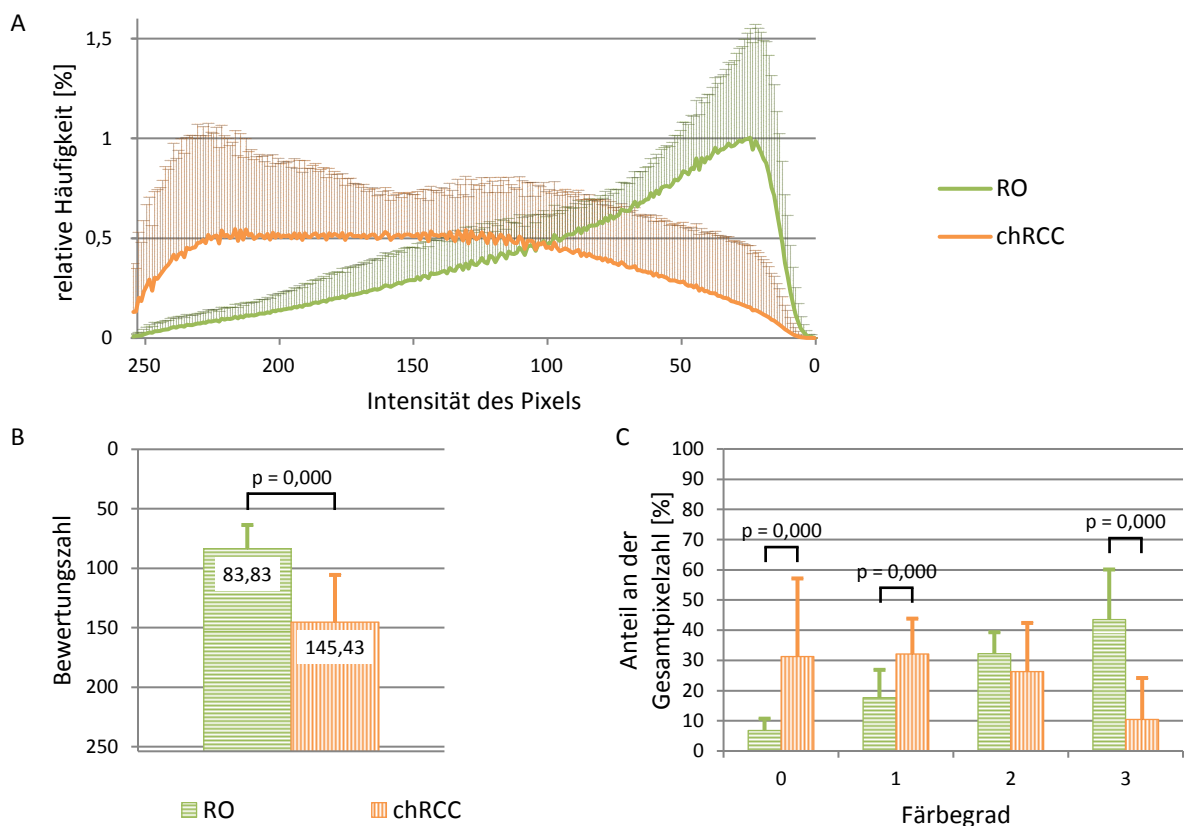 A
relative Häufigkeit [%]
1,5
1
0,5
0
250
200
150
100
50
0
Intensität des Pixels
RO
chRCC
B
Bewertungszahl
0
50
100
150
200
250
p = 0,000
83,83
145,43
RO
chRCC
C
Anteil an der
Gesamtpixelzahl [%]
100
90
80
70
60
50
40
30
20
10
0
p = 0,000
p = 0,000
p = 0,000
0
1
2
3
Färbegrad